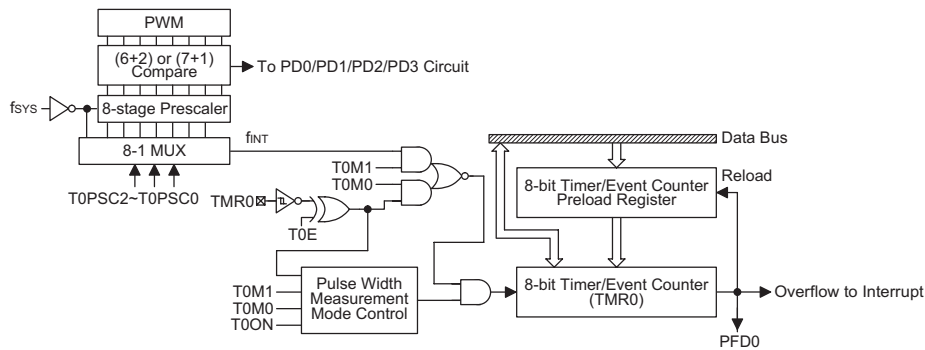 PWM
(6+2) or (7+1)
Compare
To PD0/PD1/PD2/PD3 Circuit
fSYS
8-stage Prescaler
8-1 MUX
fINT
T0PSC2~T0PSC0
T0M1
T0M0
TMR0
T0E
Data Bus
8-bit Timer/Event Counter
Preload Register
Reload
T0M1
T0M0
T0ON
Pulse Width
Measurement
Mode Control
8-bit Timer/Event Counter
(TMR0)
Overflow to Interrupt
PFD0